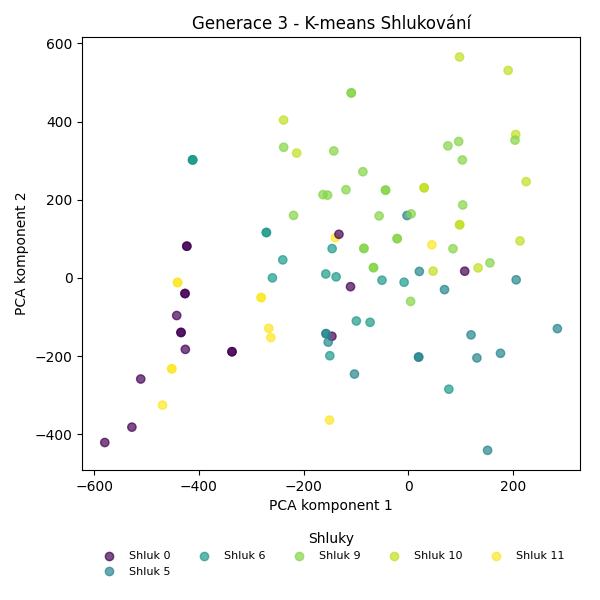 Generace 3 - K-means Shlukování
600
400
200
0
−200
−400
PCA komponent 2
−600
−400
−200
0
200
PCA komponent 1
Shluky
Shluk 0
Shluk 6
Shluk 9
Shluk 10
Shluk 11
Shluk 5